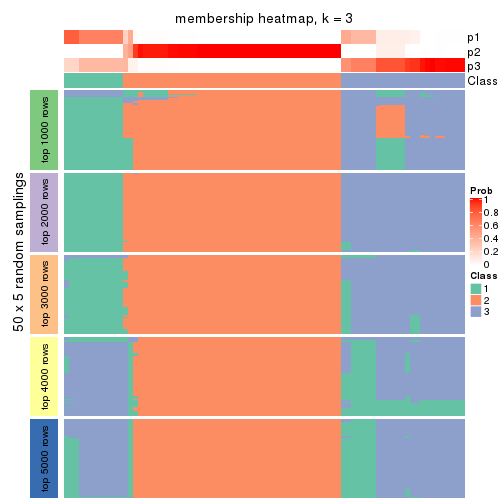 membership heatmap, k = 3
p1
p2
p3
Class
50 x 5 random samplings
top 1000 rows
top 2000 rows
top 3000 rows
top 4000 rows
top 5000 rows
Prob
1
0.8
0.6
0.4
0.2
0
Class
1
2
3